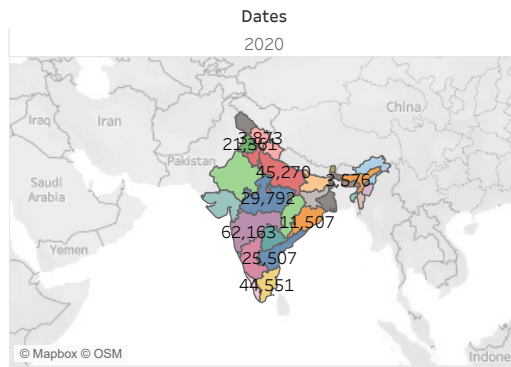 Dates
2020
China
Iraq
Iran
3,873
21,361
Pakistan
45,270
3,576
Saudi
Arabia
29,792
11,507
62,163
Yemen
25,507
44,551
© Mapbox © OSM
Indone